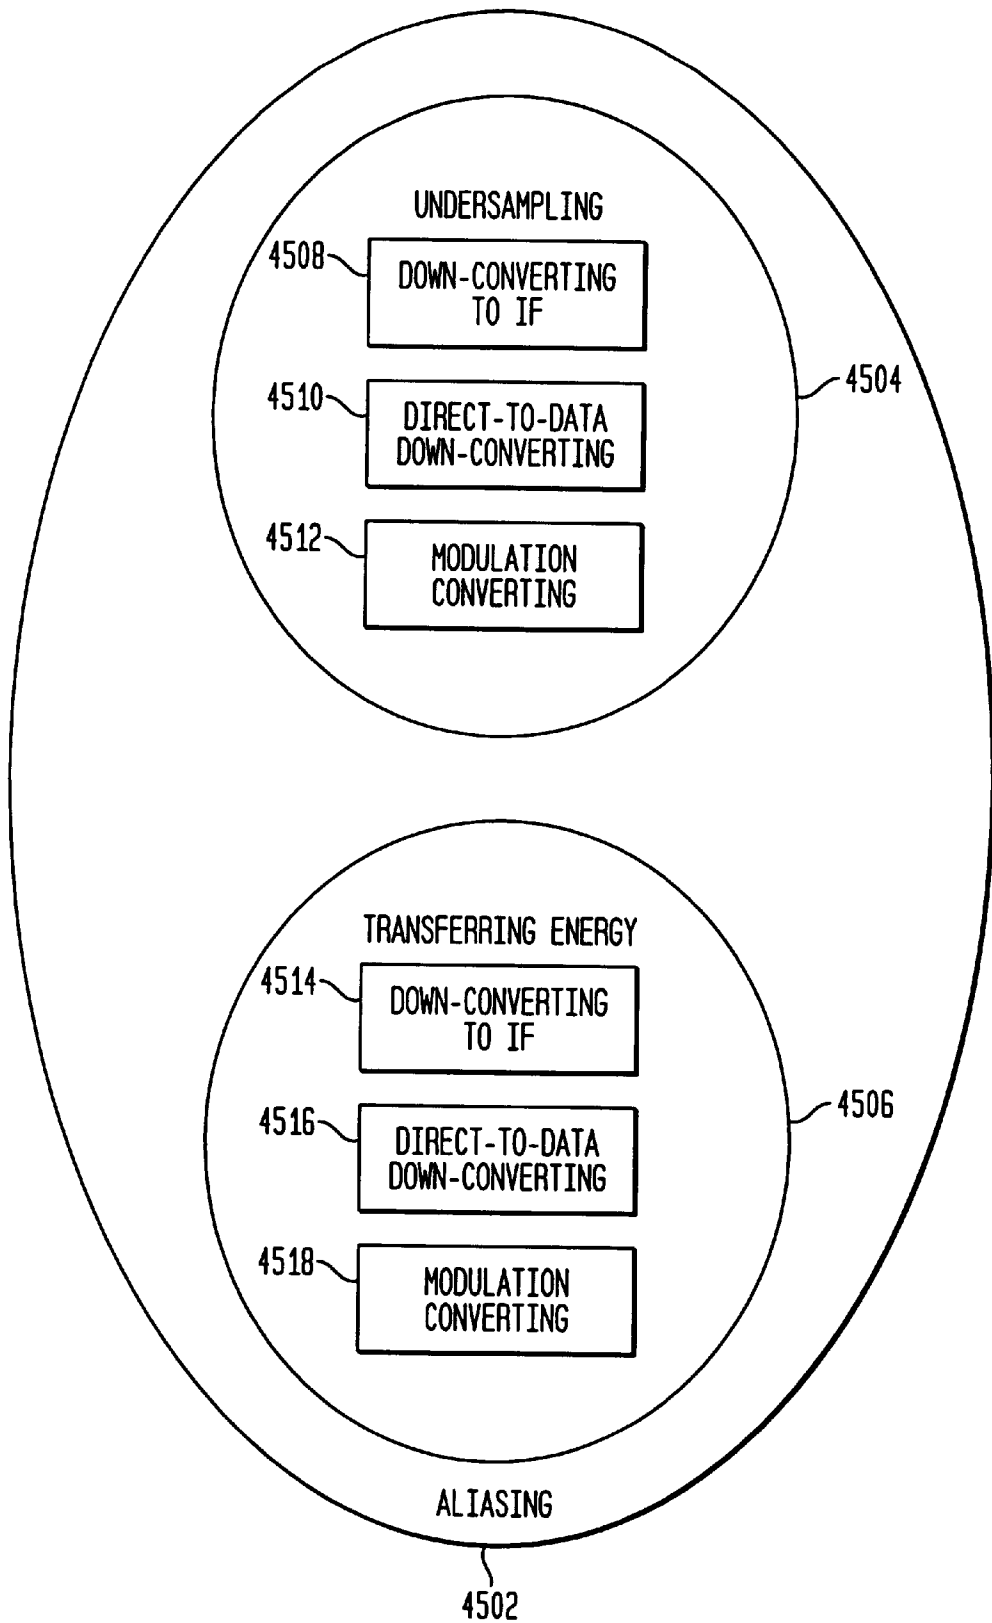 UNDERSAMPLING
4508
DOWN-CONVERTING
TO IF
4504
4510
DIRECT-TO-DATA
DOWN-CONVERTING
4512
MODULATION
CONVERTING
TRANSFERRING ENERGY
4514
DOWN-CONVERTING
TO IF
4506
4516
DIRECT-TO-DATA
DOWN-CONVERTING
4518
MODULATION
CONVERTING
ALIASING
4502